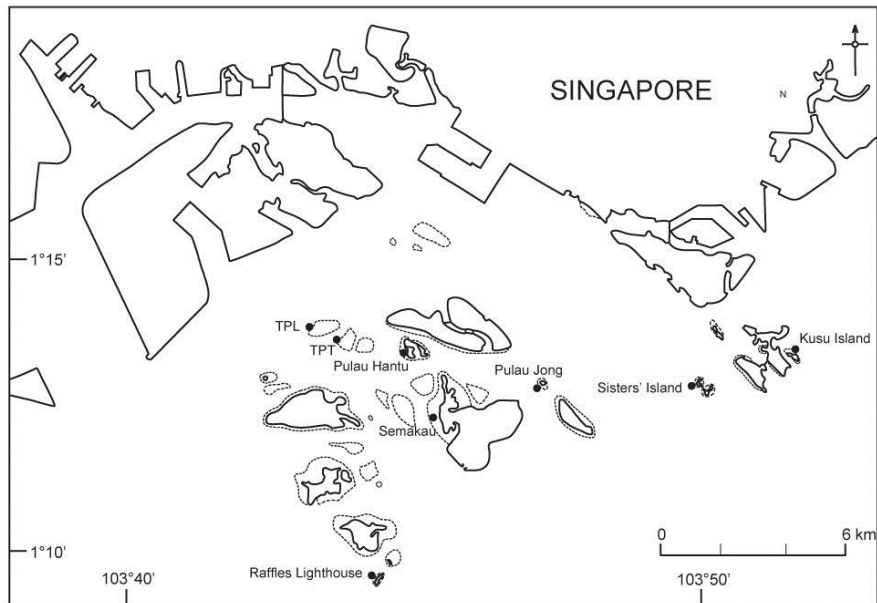 SINGAPORE
N
1°15'
TPL
TPT
Pulau Hantu
Pulau Jong
Kusu Island
Sisters' Island
Semakau
0
6 km
1°10'
Raffles Lighthouse
103°40'
103°50'